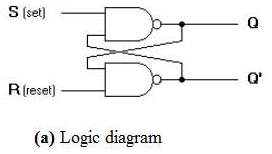 S (set)
Q
R (reset)
Q'
(a) Logic diagram